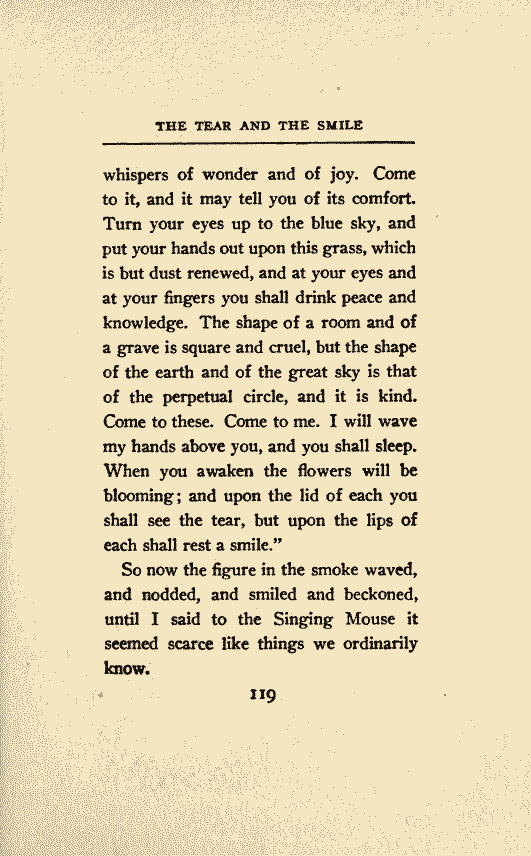 THE TEAR AND THE SMILE
whispers of wonder and of joy. Come
to it, and it may tell you of its comfort.
Turn your eyes up to the blue sky, and
put your hands out upon this grass, which
is but dust renewed, and at your eyes and
at your fingers you shall drink peace and
knowledge. The shape of a room and of
a grave is square and cruel, but the shape
of the earth and of the great sky is that
of the perpetual circle, and it is kind.
Come to these. Come to me. I will wave
my hands above you, and you shall sleep.
When you awaken the flowers will be
blooming; and upon the lid of each you
shall see the tear, but upon the lips of
each shall rest a smile.”
So now the figure in the smoke waved,
and nodded, and smiled and beckoned,
until I said to the Singing Mouse it
seemed scarce like things we ordinarily
know.
119